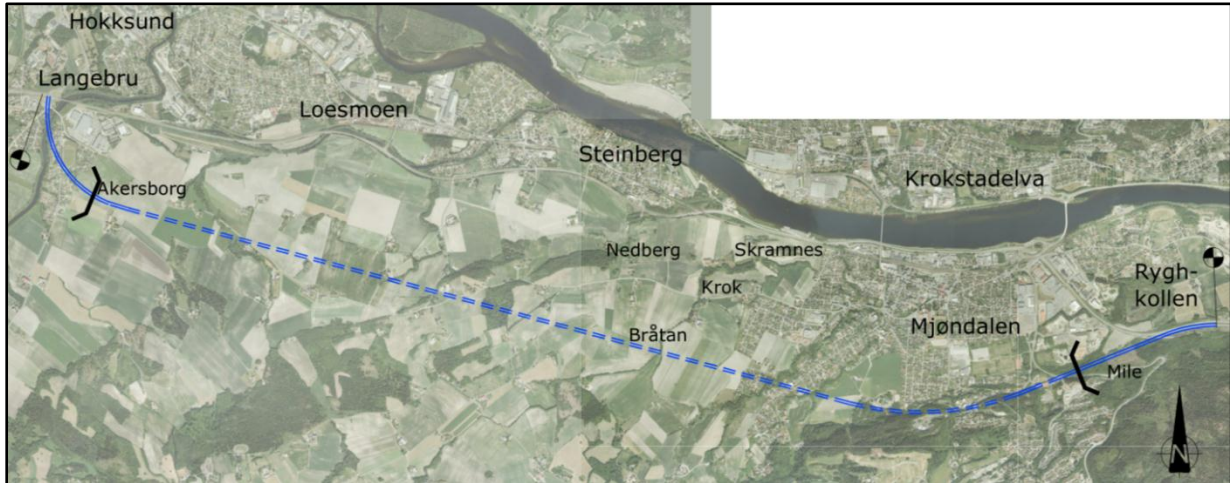 Hokksund
Langebru
Loesmoen
Steinberg
Akersborg
Krokstadelva
Nedberg
Skramnes
Rygh-
kollen
Krok
Mjøndalen
Bråtan
Mile
N